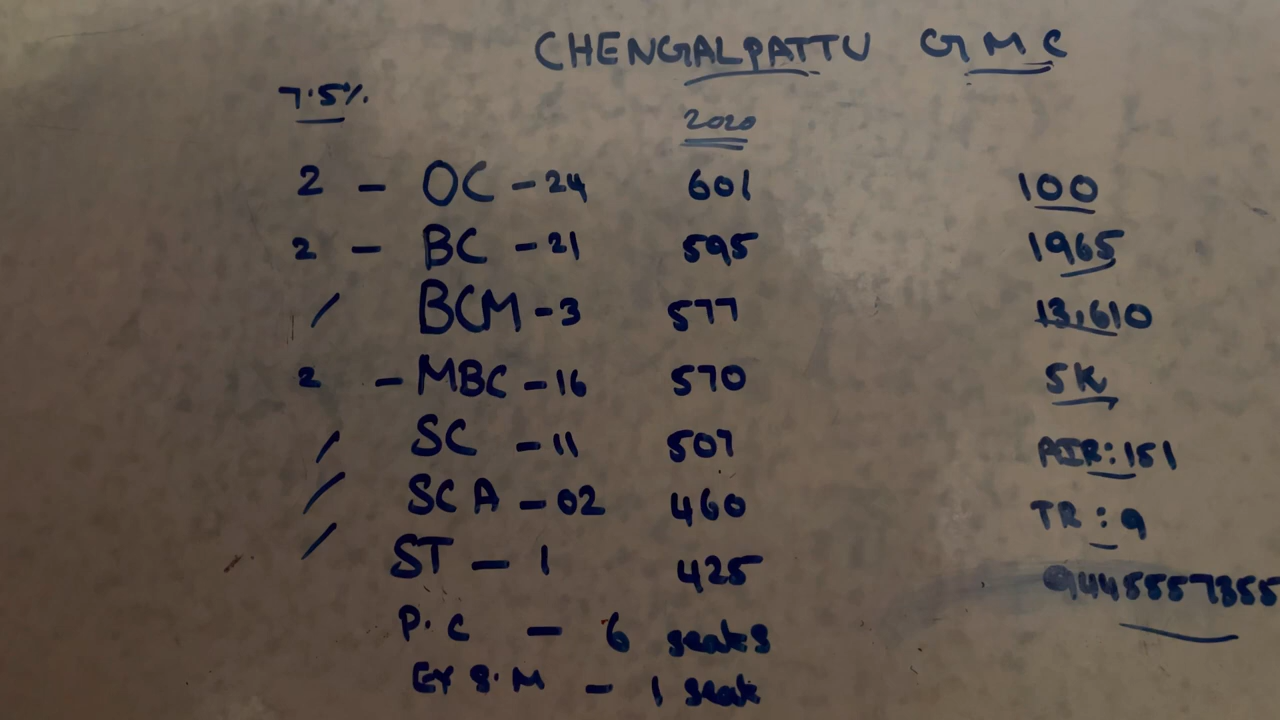 CHENGALPATTU GMC
7.5%
2020
2 - OC - 24 601 100
2 - BC - 21 595 1965
/ BCM - 3 577 13,610
2 - MBC - 16 570 5K
/ SC - 11 507 AIR: 151
/ SCA - 02 460 TR: 9
/ ST - 1 425 9445557355
P.C - 6 seats
EX S.M - 1 seat